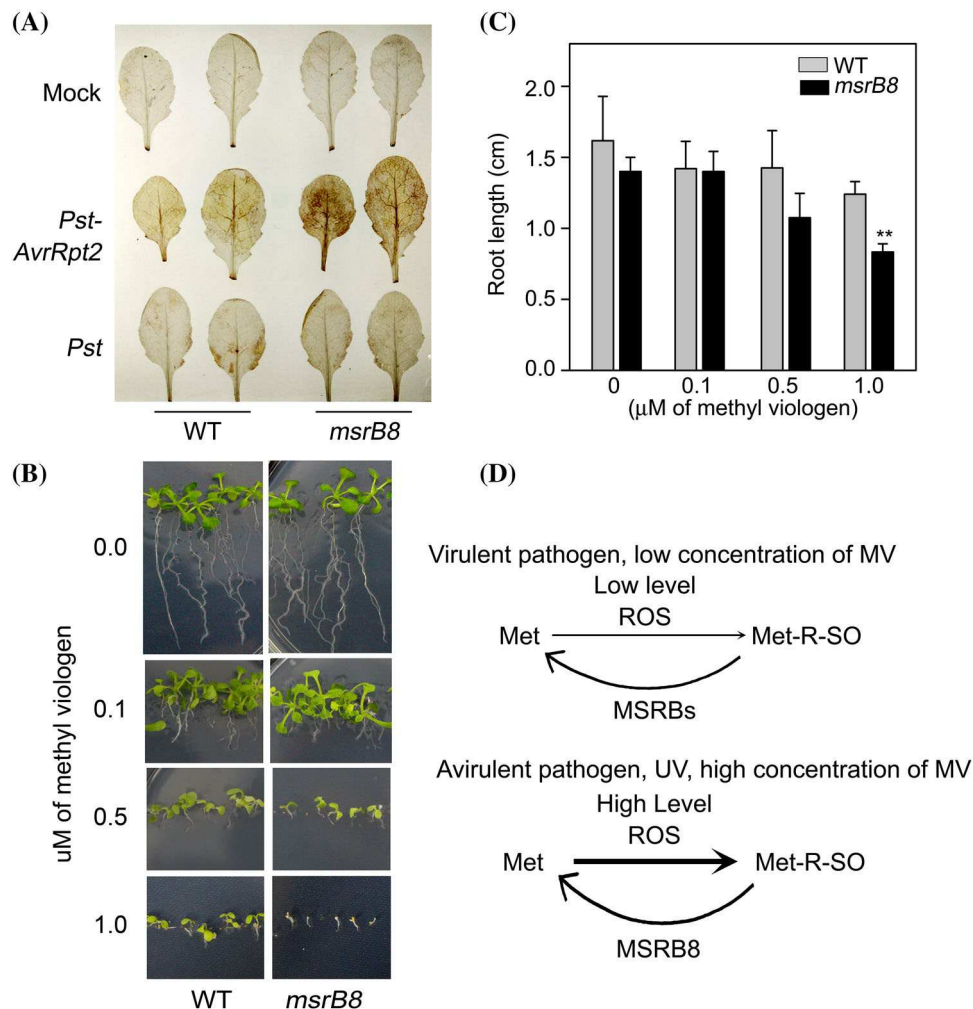 (A)
Mock
Pst-
AvrRpt2
Pst
WT
msrB8
(B)
uM of methyl viologen
0.0
0.1
0.5
1.0
WT
msrB8
(C)
Root length (cm)
2.0
1.5
1.0
0.5
0.0
WT
msrB8
**
0
0.1
0.5
1.0
(μM of methyl viologen)
(D)
Virulent pathogen, low concentration of MV
Low level
ROS
Met
Met-R-SO
MSRBs
Avirulent pathogen, UV, high concentration of MV
High Level
ROS
Met
Met-R-SO
MSRB8